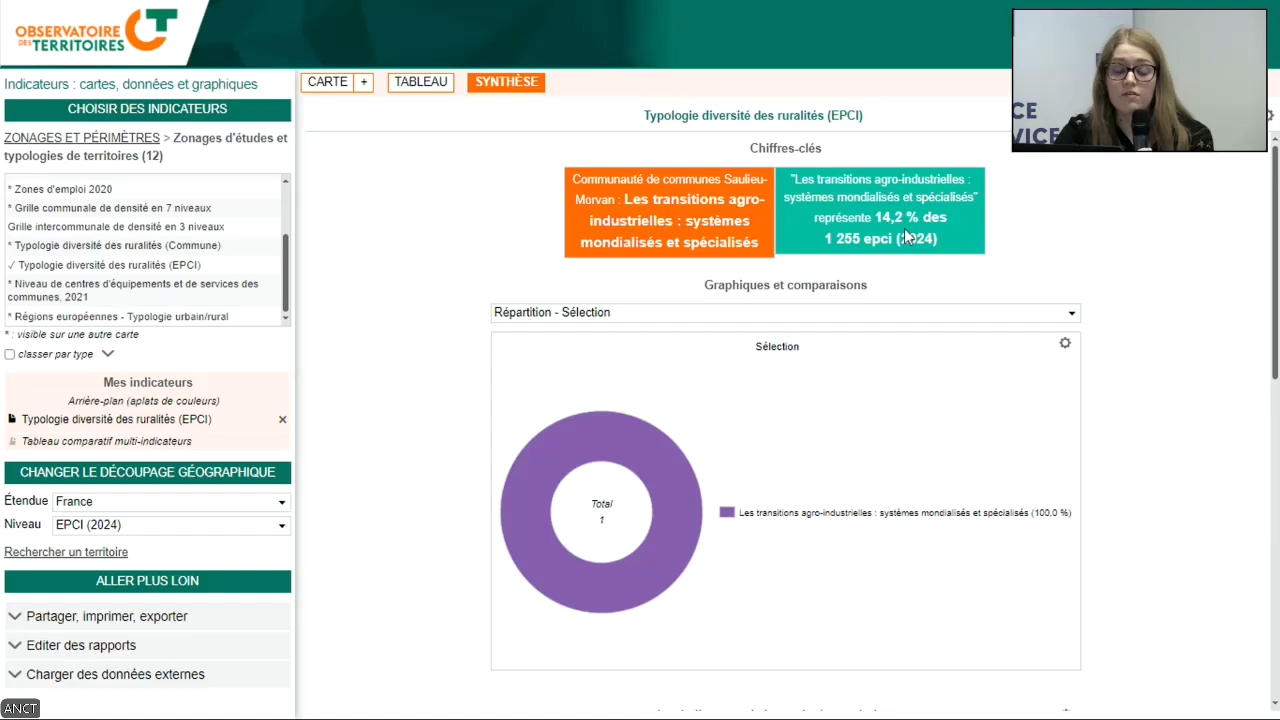 OBSERVATOIRE
DES TERRITOIRES
Indicateurs : cartes, données et graphiques
CHOISIR DES INDICATEURS
ZONAGES ET PÉRIMÈTRES > Zonages d'études et
typologies de territoires (12)
* Zones d'emploi 2020
* Grille communale de densité en 7 niveaux
Grille intercommunale de densité en 3 niveaux
* Typologie diversité des ruralités (Commune)
✓ Typologie diversité des ruralités (EPCI)
* Niveau de centres d'équipements et de services des
communes, 2021
* Régions européennes - Typologie urbain/rural
* : visible sur une autre carte
classer par type
Mes indicateurs
Arrière-plan (aplats de couleurs)
Typologie diversité des ruralités (EPCI)
Tableau comparatif multi-indicateurs
CHANGER LE DÉCOUPAGE GÉOGRAPHIQUE
Étendue France
Niveau EPCI (2024)
Rechercher un territoire
ALLER PLUS LOIN
Partager, imprimer, exporter
Editer des rapports
Charger des données externes
ANCT
CARTE + TABLEAU SYNTHÈSE
Typologie diversité des ruralités (EPCI)
Chiffres-clés
Communauté de communes Saulieu-
Morvan : Les transitions agro-
industrielles : systèmes
mondialisés et spécialisés
"Les transitions agro-industrielles :
systèmes mondialisés et spécialisés"
représente 14,2 % des
1 255 epci (2024)
Graphiques et comparaisons
Répartition - Sélection
Sélection
Total
1
Les transitions agro-industrielles : systèmes mondialisés et spécialisés (100,0 %)
CE
VICE